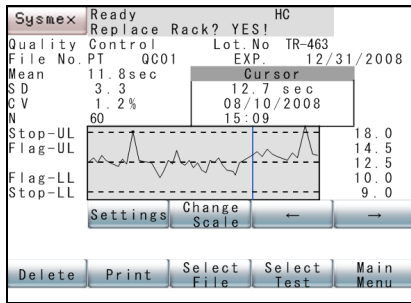 Sysmex Ready HC
Replace Rack? YES!
Quality Control Lot.No TR-463
File No.PT QC01 EXP. 12/31/2008
Mean 11.8sec Cursor
SD 3.3 12.7 sec
CV 1.2% 08/10/2008
N 60 15:09
Stop-UL 18.0
Flag-UL 14.5
12.5
Flag-LL 10.0
Stop-LL 9.0
Settings Change Scale ← →
Delete Print Select File Select Test Main Menu